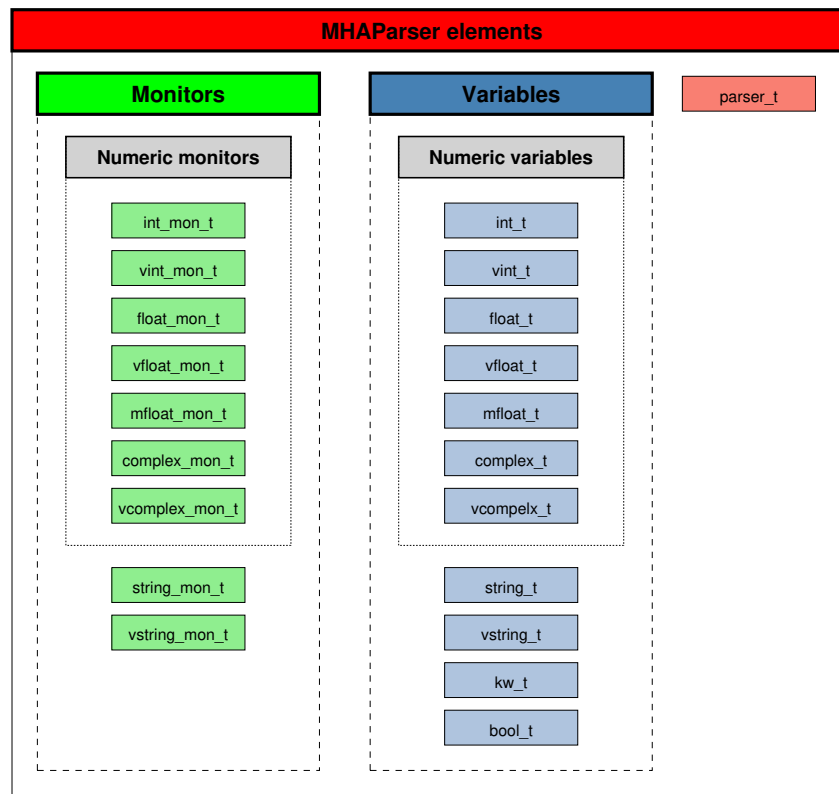 MHAParser elements
Monitors
Numeric monitors
int_mon_t
vint_mon_t
float_mon_t
vfloat_mon_t
mfloat_mon_t
complex_mon_t
vcomplex_mon_t
string_mon_t
vstring_mon_t
Variables
Numeric variables
int_t
vint_t
float_t
vfloat_t
mfloat_t
complex_t
vcompelx_t
string_t
vstring_t
kw_t
bool_t
parser_t